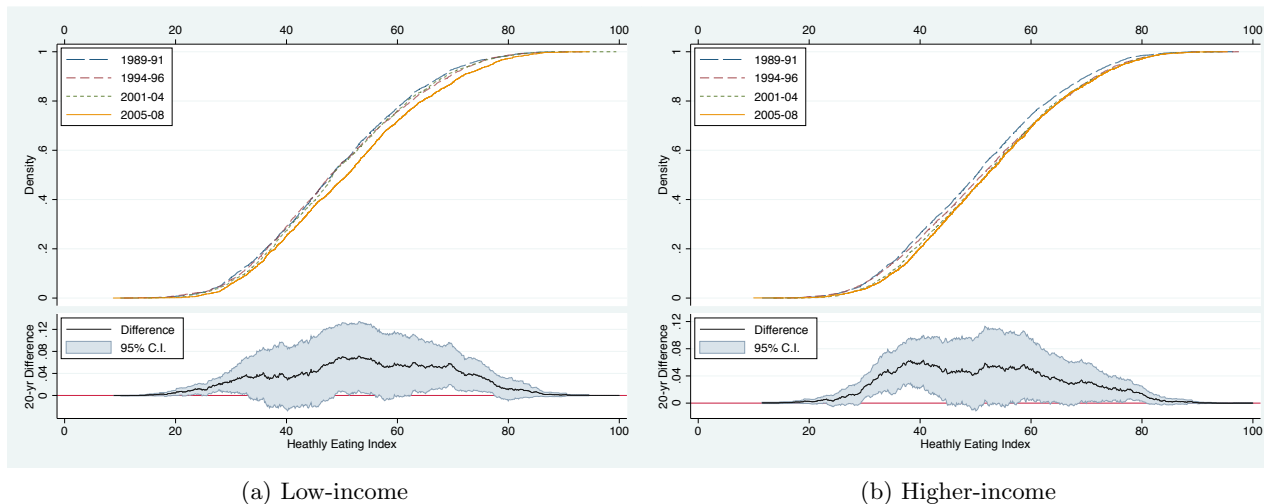 0 20 40 60 80 100
Density
0 .2 .4 .6 .8 1
1989-91
1994-96
2001-04
2005-08
20-yr Difference
0 .04 .08 .12
Difference
95% C.I.
0 20 40 60 80 100
Heathly Eating Index
(a) Low-income
0 20 40 60 80 100
Density
0 .2 .4 .6 .8 1
1989-91
1994-96
2001-04
2005-08
20-yr Difference
0 .04 .08 .12
Difference
95% C.I.
0 20 40 60 80 100
Heathly Eating Index
(b) Higher-income